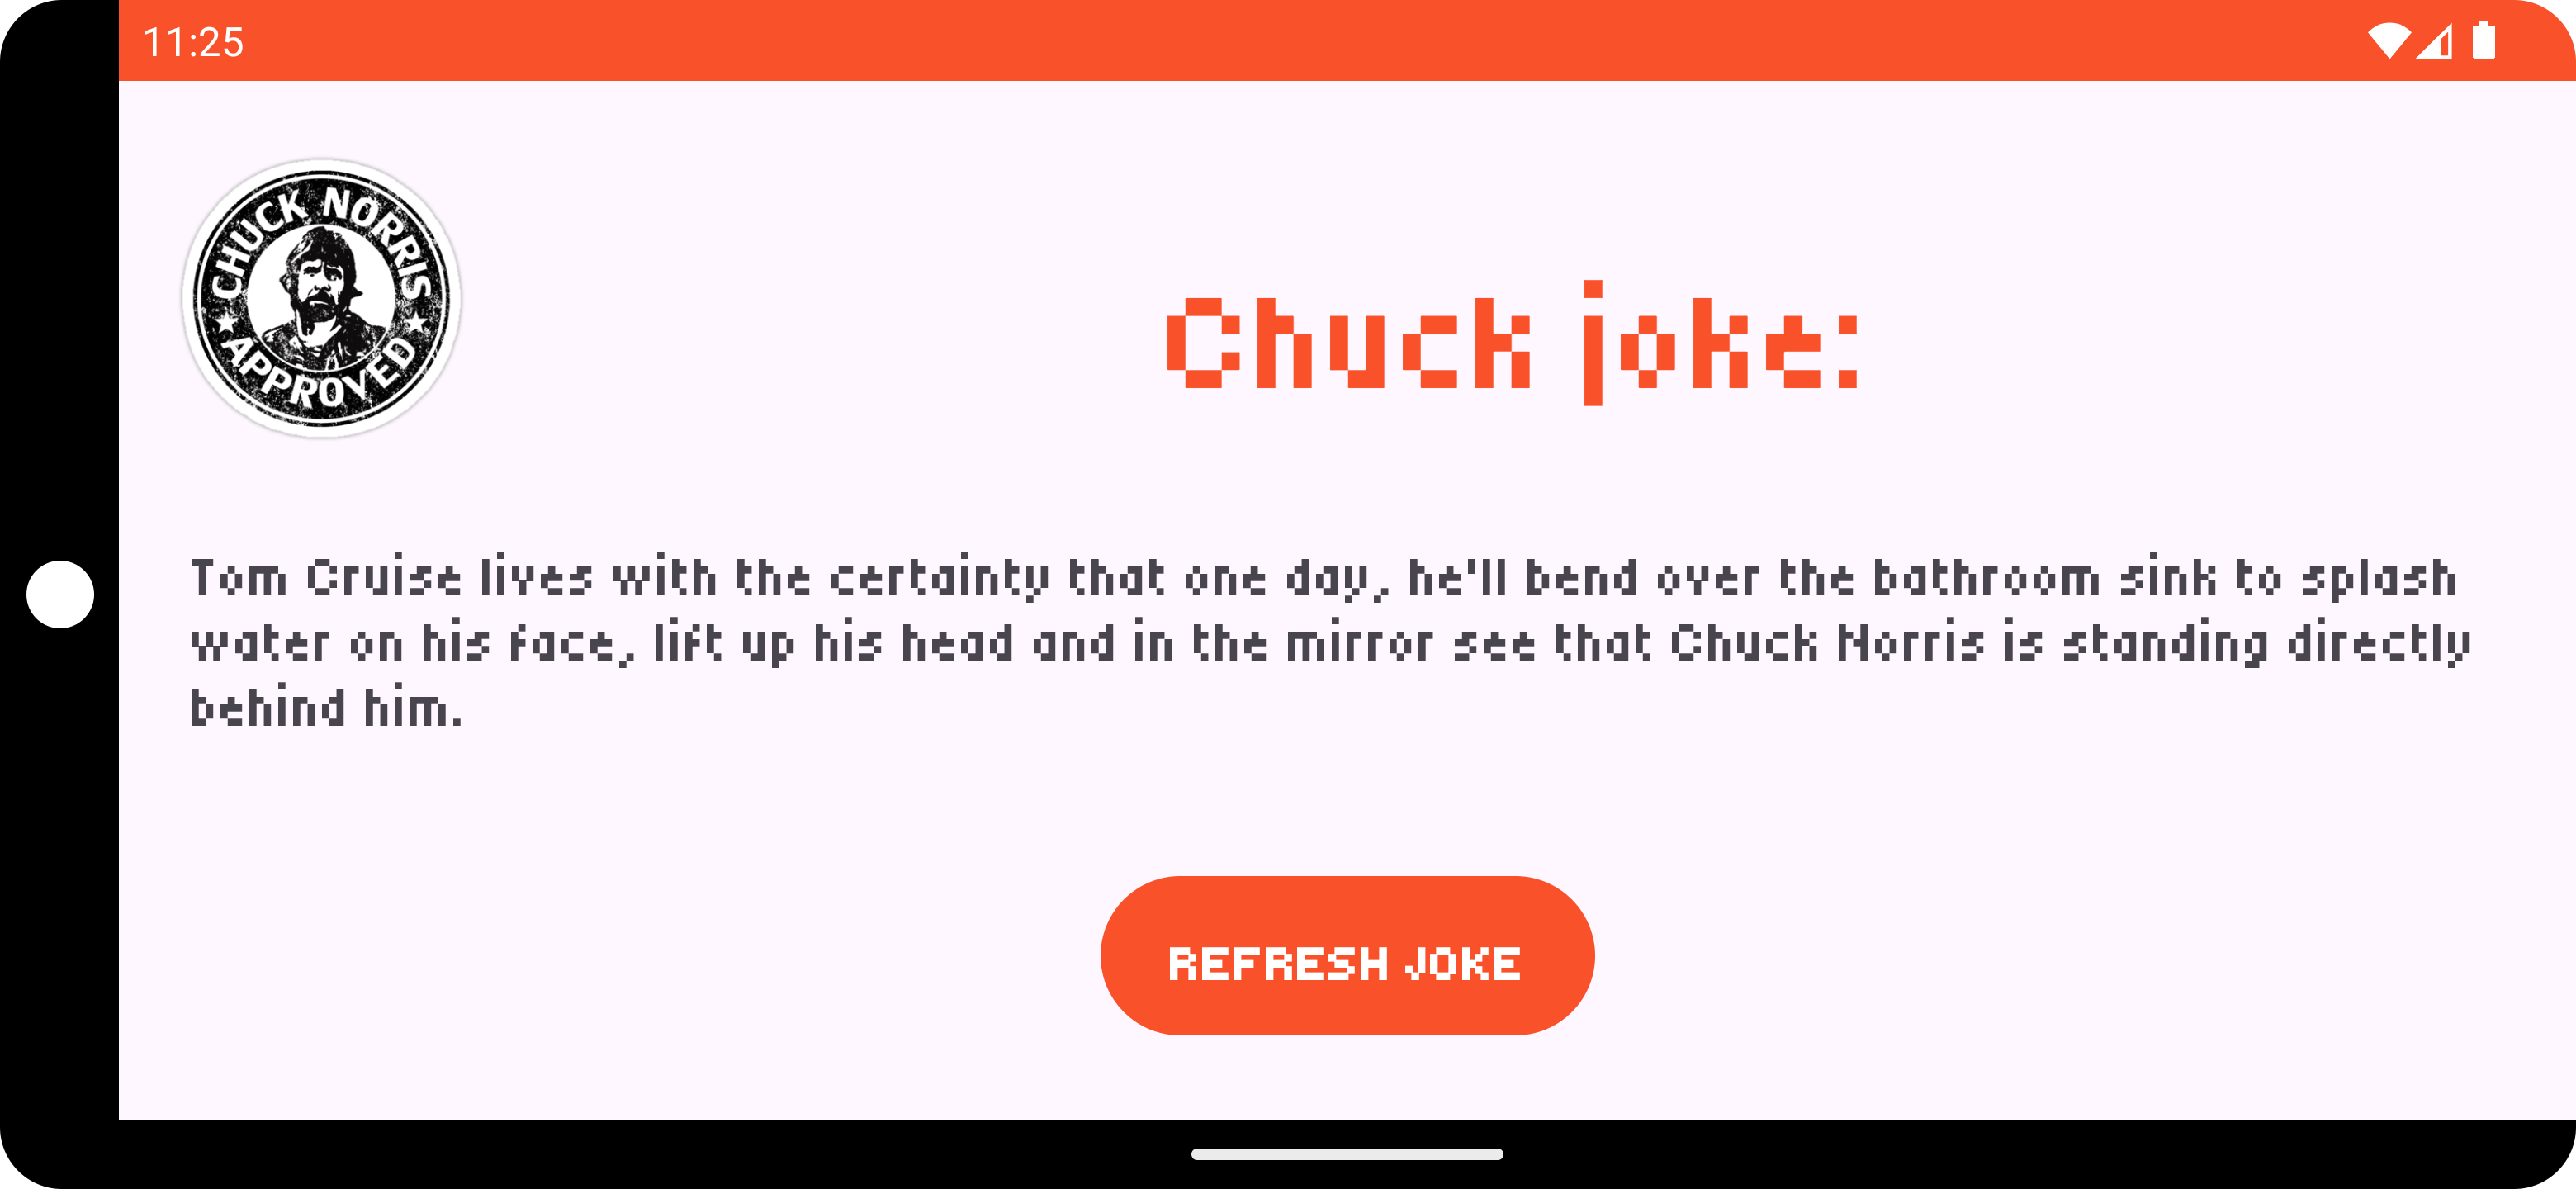 11:25
CHUCK NORRIS
APPROVED
Chuck joke:
Tom Cruise lives with the certainty that one day, he'll bend over the bathroom sink to splash
water on his face, lift up his head and in the mirror see that Chuck Norris is standing directly
behind him.
REFRESH JOKE